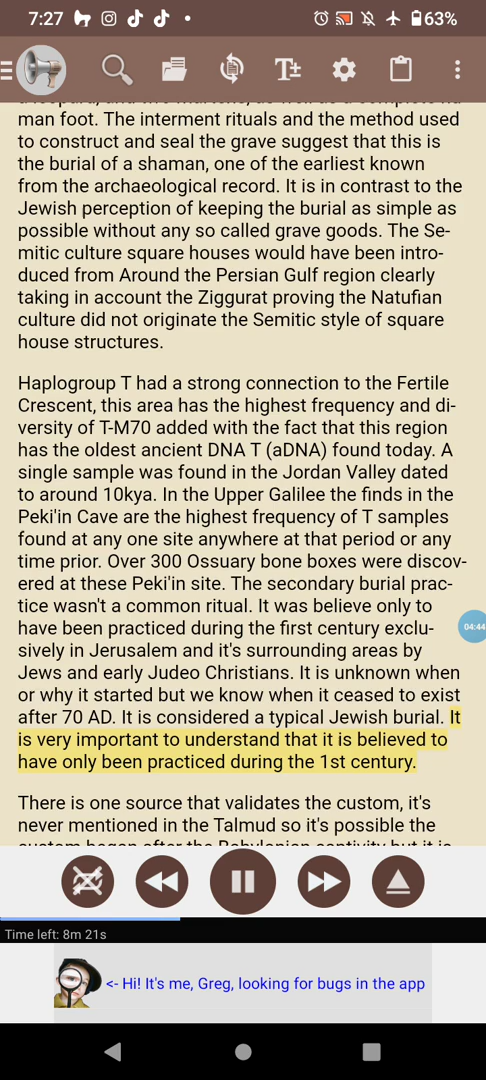 7:27
63%
T±
man foot. The interment rituals and the method used
to construct and seal the grave suggest that this is
the burial of a shaman, one of the earliest known
from the archaeological record. It is in contrast to the
Jewish perception of keeping the burial as simple as
possible without any so called grave goods. The Se-
mitic culture square houses would have been intro-
duced from Around the Persian Gulf region clearly
taking in account the Ziggurat proving the Natufian
culture did not originate the Semitic style of square
house structures.
Haplogroup T had a strong connection to the Fertile
Crescent, this area has the highest frequency and di-
versity of T-M70 added with the fact that this region
has the oldest ancient DNA T (aDNA) found today. A
single sample was found in the Jordan Valley dated
to around 10kya. In the Upper Galilee the finds in the
Peki'in Cave are the highest frequency of T samples
found at any one site anywhere at that period or any
time prior. Over 300 Ossuary bone boxes were discov-
ered at these Peki'in site. The secondary burial prac-
tice wasn't a common ritual. It was believe only to
have been practiced during the first century exclu-
sively in Jerusalem and it's surrounding areas by
Jews and early Judeo Christians. It is unknown when
or why it started but we know when it ceased to exist
after 70 AD. It is considered a typical Jewish burial. It
is very important to understand that it is believed to
have only been practiced during the 1st century.
04:44
There is one source that validates the custom, it's
never mentioned in the Talmud so it's possible the
Time left: 8m 21s
<- Hi! It's me, Greg, looking for bugs in the app